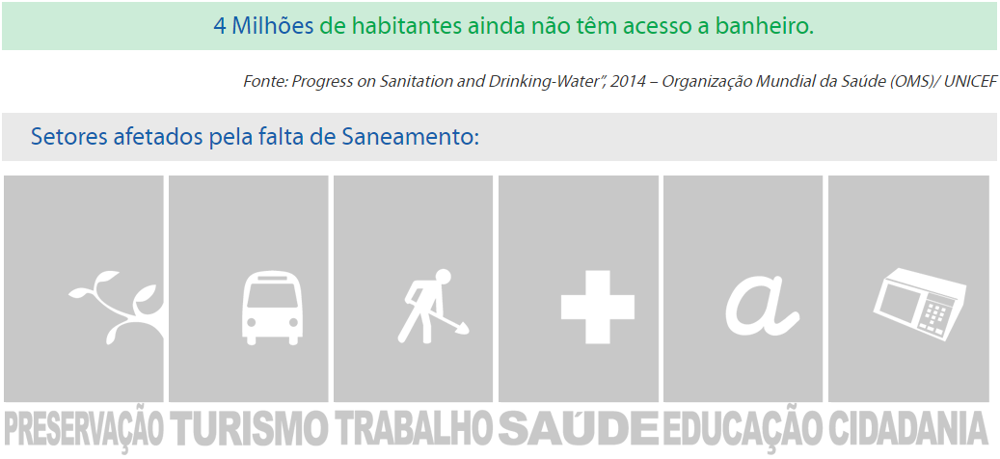 4 Milhões de habitantes ainda não têm acesso a banheiro.
Fonte: Progress on Sanitation and Drinking-Water”, 2014 – Organização Mundial da Saúde (OMS)/ UNICEF
Setores afetados pela falta de Saneamento:
a
PRESERVAÇÃO TURISMO TRABALHO SAÚDE EDUCAÇÃO CIDADANIA